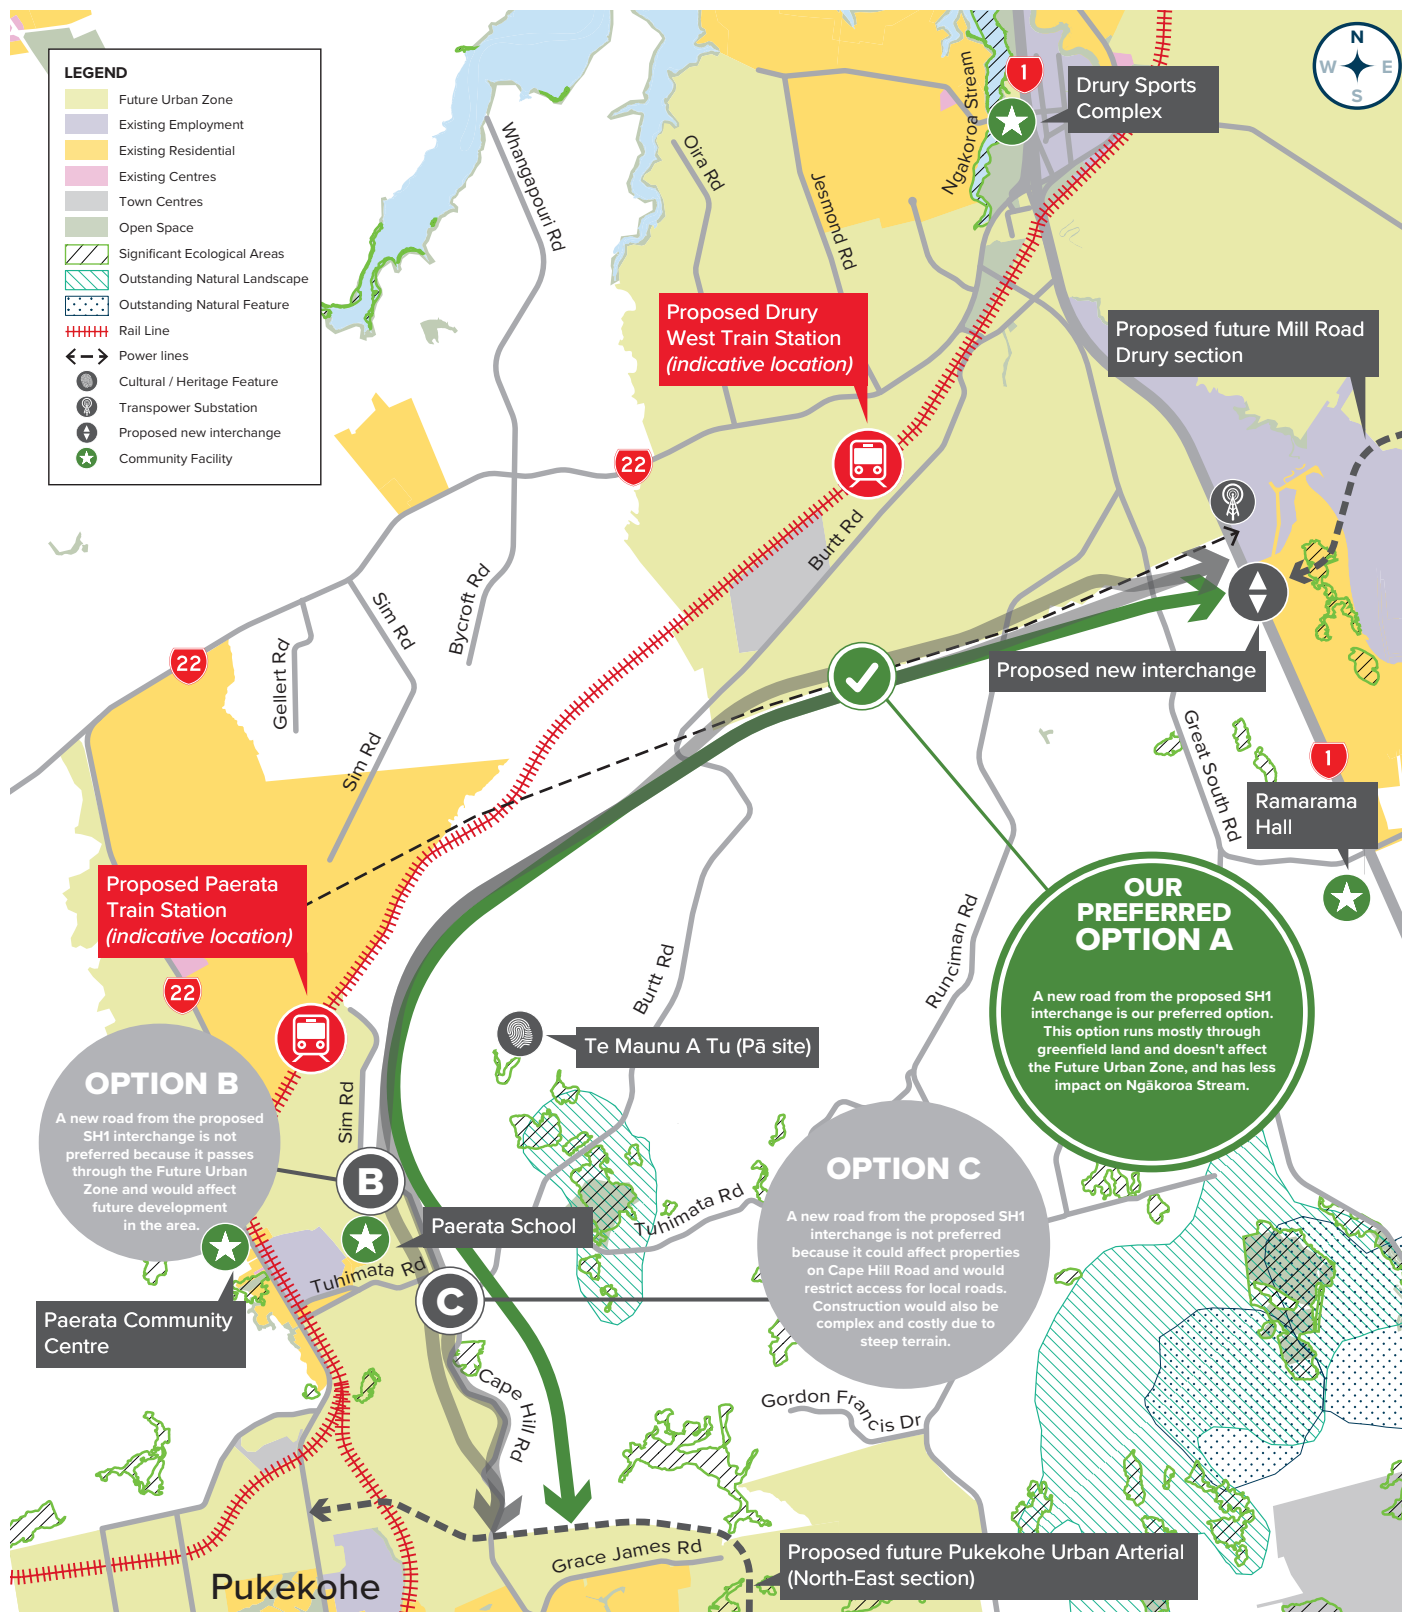 LEGEND
Future Urban Zone
Existing Employment
Existing Residential
Existing Centres
Town Centres
Open Space
Significant Ecological Areas
Outstanding Natural Landscape
Outstanding Natural Feature
Rail Line
Power lines
Cultural / Heritage Feature
Transpower Substation
Proposed new interchange
Community Facility
N
W E
S
1
Drury Sports
Complex
Ngakoroa Stream
Whangapouri Rd
Oira Rd
Jesmond Rd
Proposed Drury
West Train Station
(indicative location)
Proposed future Mill Road
Drury section
22
Burtt Rd
Bycroft Rd
Sim Rd
Gellert Rd
22
Sim Rd
Proposed new interchange
Great South Rd
1
Ramarama
Hall
Proposed Paerata
Train Station
(indicative location)
22
OUR
PREFERRED
OPTION A
A new road from the proposed SH1
interchange is our preferred option.
This option runs mostly through
greenfield land and doesn't affect
the Future Urban Zone, and has less
impact on Ngākoroa Stream.
Runciman Rd
Burtt Rd
Te Maunu A Tu (Pā site)
OPTION B
A new road from the proposed
SH1 interchange is not
preferred because it passes
through the Future Urban
Zone and would affect
future development
in the area.
Sim Rd
B
Paerata School
Tuhimata Rd
Tuhimata Rd
C
OPTION C
A new road from the proposed SH1
interchange is not preferred
because it could affect properties
on Cape Hill Road and would
restrict access for local roads.
Construction would also be
complex and costly due to
steep terrain.
Paerata Community
Centre
Cape Hill Rd
Gordon Francis Dr
Grace James Rd
Proposed future Pukekohe Urban Arterial
(North-East section)
Pukekohe